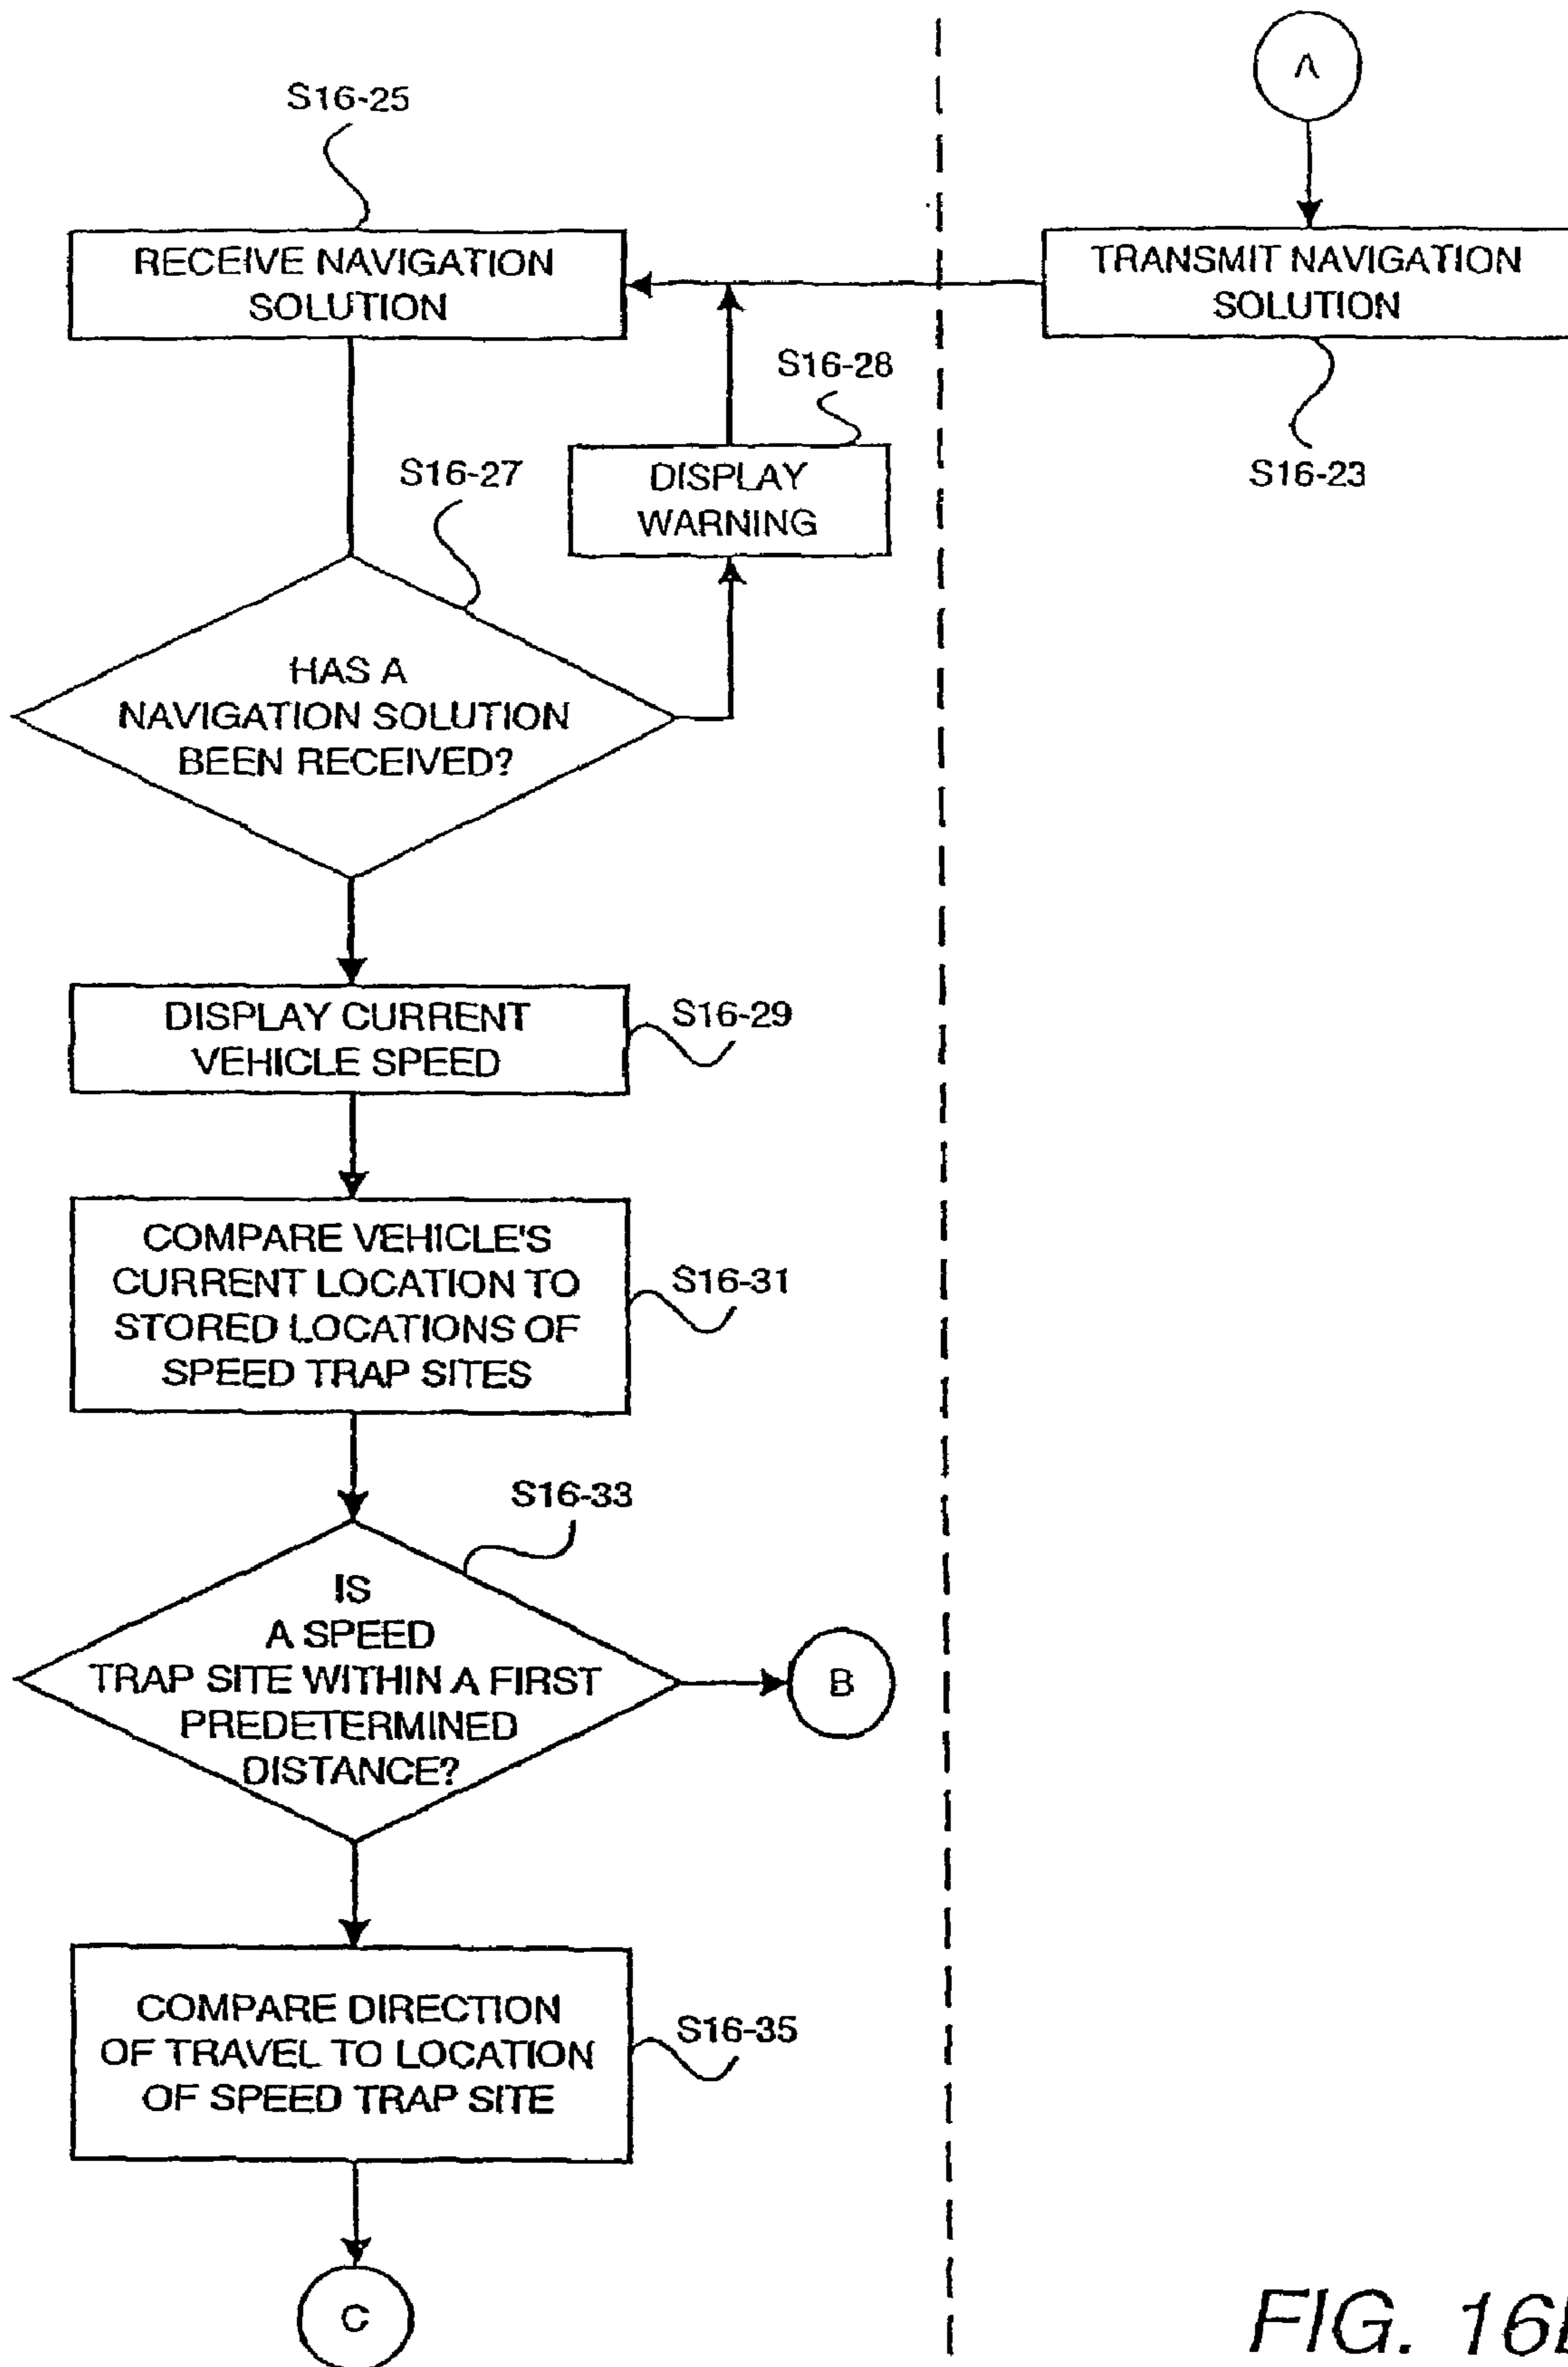 A
S16-25
RECEIVE NAVIGATION
SOLUTION
TRANSMIT NAVIGATION
SOLUTION
S16-28
S16-23
DISPLAY
WARNING
S16-27
HAS A
NAVIGATION SOLUTION
BEEN RECEIVED?
DISPLAY CURRENT
VEHICLE SPEED
S16-29
COMPARE VEHICLE'S
CURRENT LOCATION TO
STORED LOCATIONS OF
SPEED TRAP SITES
S16-31
S16-33
IS
A SPEED
TRAP SITE WITHIN A FIRST
PREDETERMINED
DISTANCE?
B
COMPARE DIRECTION
OF TRAVEL TO LOCATION
OF SPEED TRAP SITE
S16-35
C
FIG.